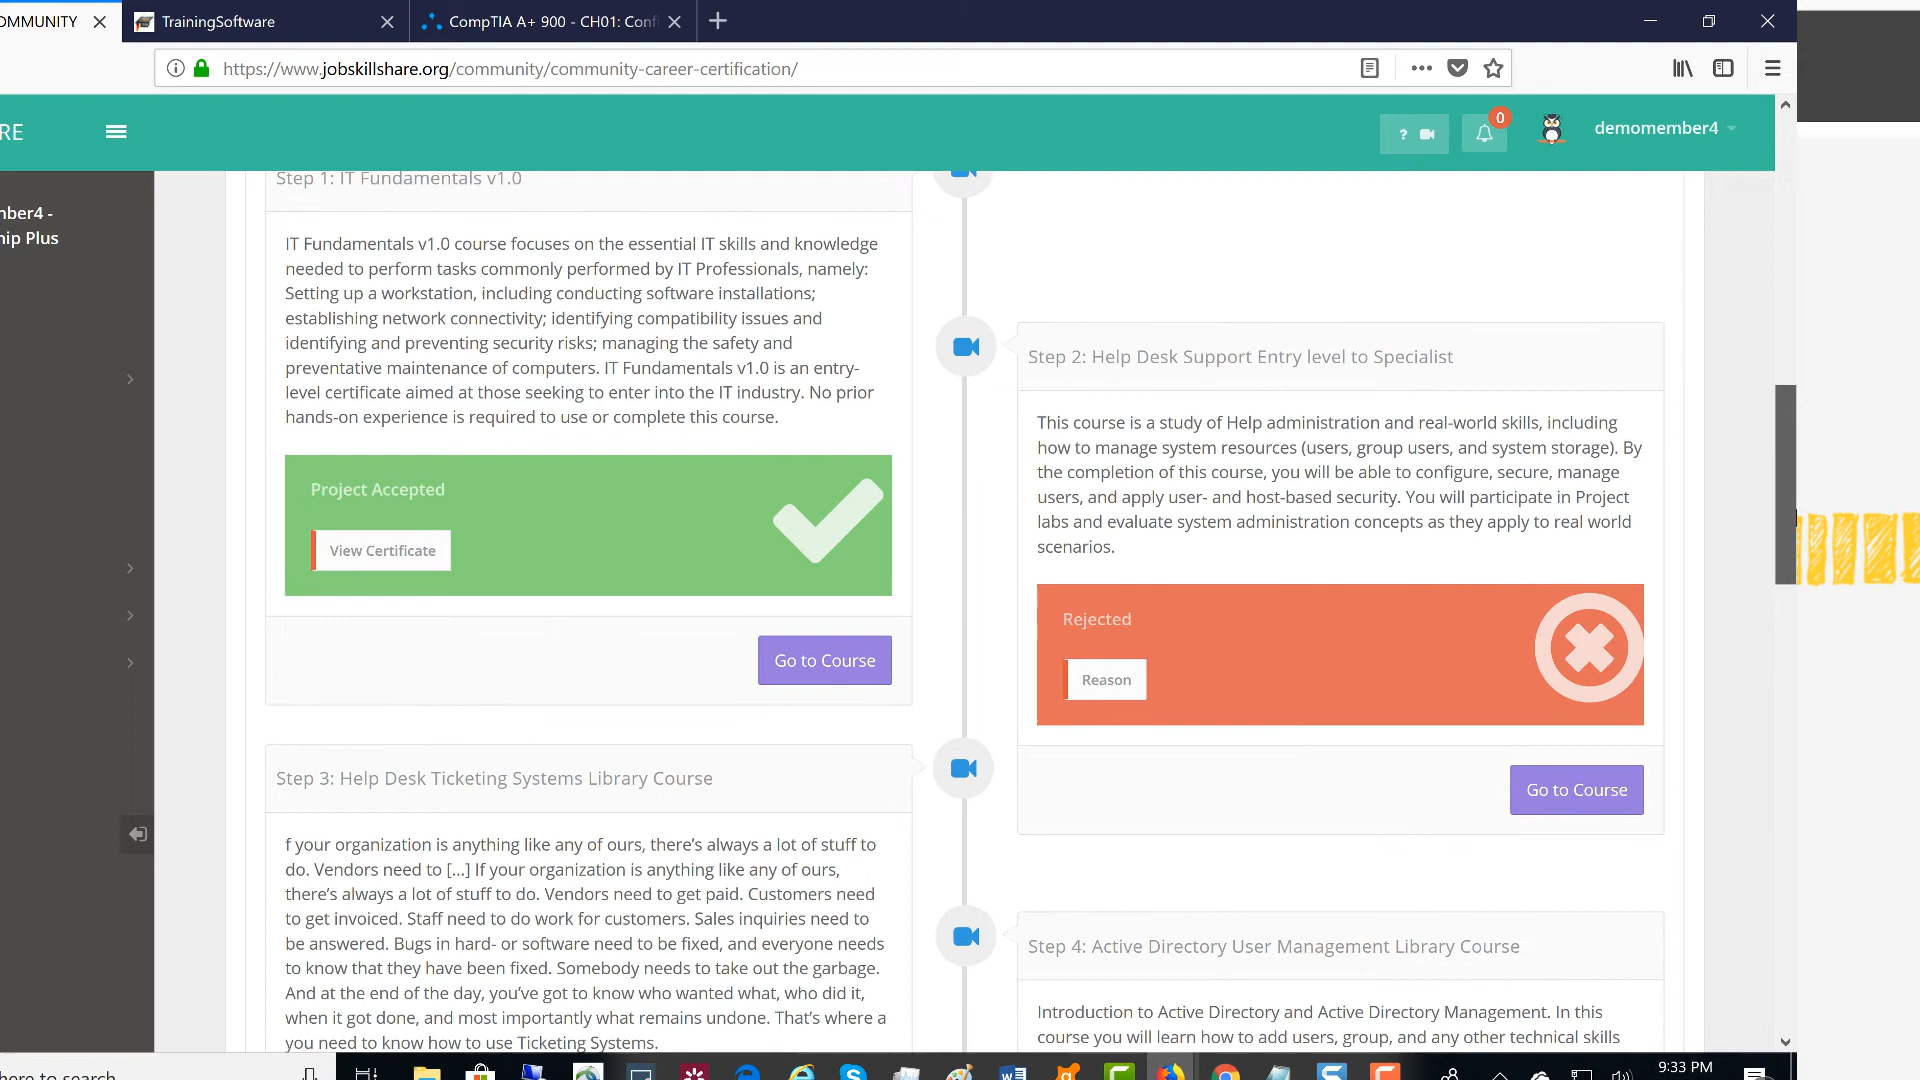 OMMUNITY
TrainingSoftware
CompTIA A+ 900 - CH01: Conf
https://www.jobskillshare.org/community/community-career-certification/
RE
?
0
demomember4
nber4 -
hip Plus
Step 1: IT Fundamentals v1.0
IT Fundamentals v1.0 course focuses on the essential IT skills and knowledge
needed to perform tasks commonly performed by IT Professionals, namely:
Setting up a workstation, including conducting software installations;
establishing network connectivity; identifying compatibility issues and
identifying and preventing security risks; managing the safety and
preventative maintenance of computers. IT Fundamentals v1.0 is an entry-
level certificate aimed at those seeking to enter into the IT industry. No prior
hands-on experience is required to use or complete this course.
Project Accepted
View Certificate
Go to Course
Step 2: Help Desk Support Entry level to Specialist
This course is a study of Help administration and real-world skills, including
how to manage system resources (users, group users, and system storage). By
the completion of this course, you will be able to configure, secure, manage
users, and apply user- and host-based security. You will participate in Project
labs and evaluate system administration concepts as they apply to real world
scenarios.
Rejected
Reason
Go to Course
Step 3: Help Desk Ticketing Systems Library Course
f your organization is anything like any of ours, there's always a lot of stuff to
do. Vendors need to [...] If your organization is anything like any of ours,
there's always a lot of stuff to do. Vendors need to get paid. Customers need
to get invoiced. Staff need to do work for customers. Sales inquiries need to
be answered. Bugs in hard- or software need to be fixed, and everyone needs
to know that they have been fixed. Somebody needs to take out the garbage.
And at the end of the day, you've got to know who wanted what, who did it,
when it got done, and most importantly what remains undone. That's where a
you need to know how to use Ticketing Systems.
Step 4: Active Directory User Management Library Course
Introduction to Active Directory and Active Directory Management. In this
course you will learn how to add users, group, and any other technical skills
here to search
9:33 PM